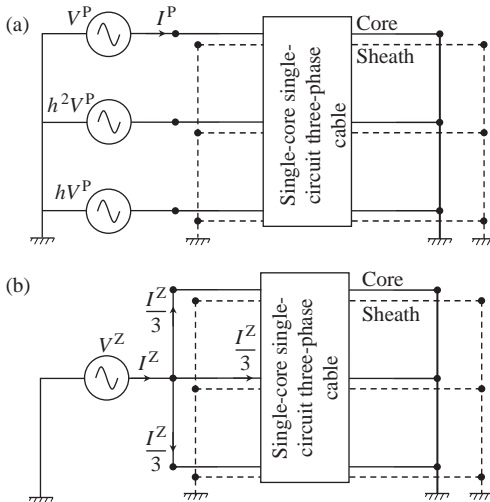 (a)
V^P
I^P
Core
Sheath
h^2V^P
hV^P
Single-core single-
circuit three-phase
cable
(b)
V^Z
I^Z
I^Z/3
I^Z/3
I^Z/3
Core
Sheath
Single-core single-
circuit three-phase
cable